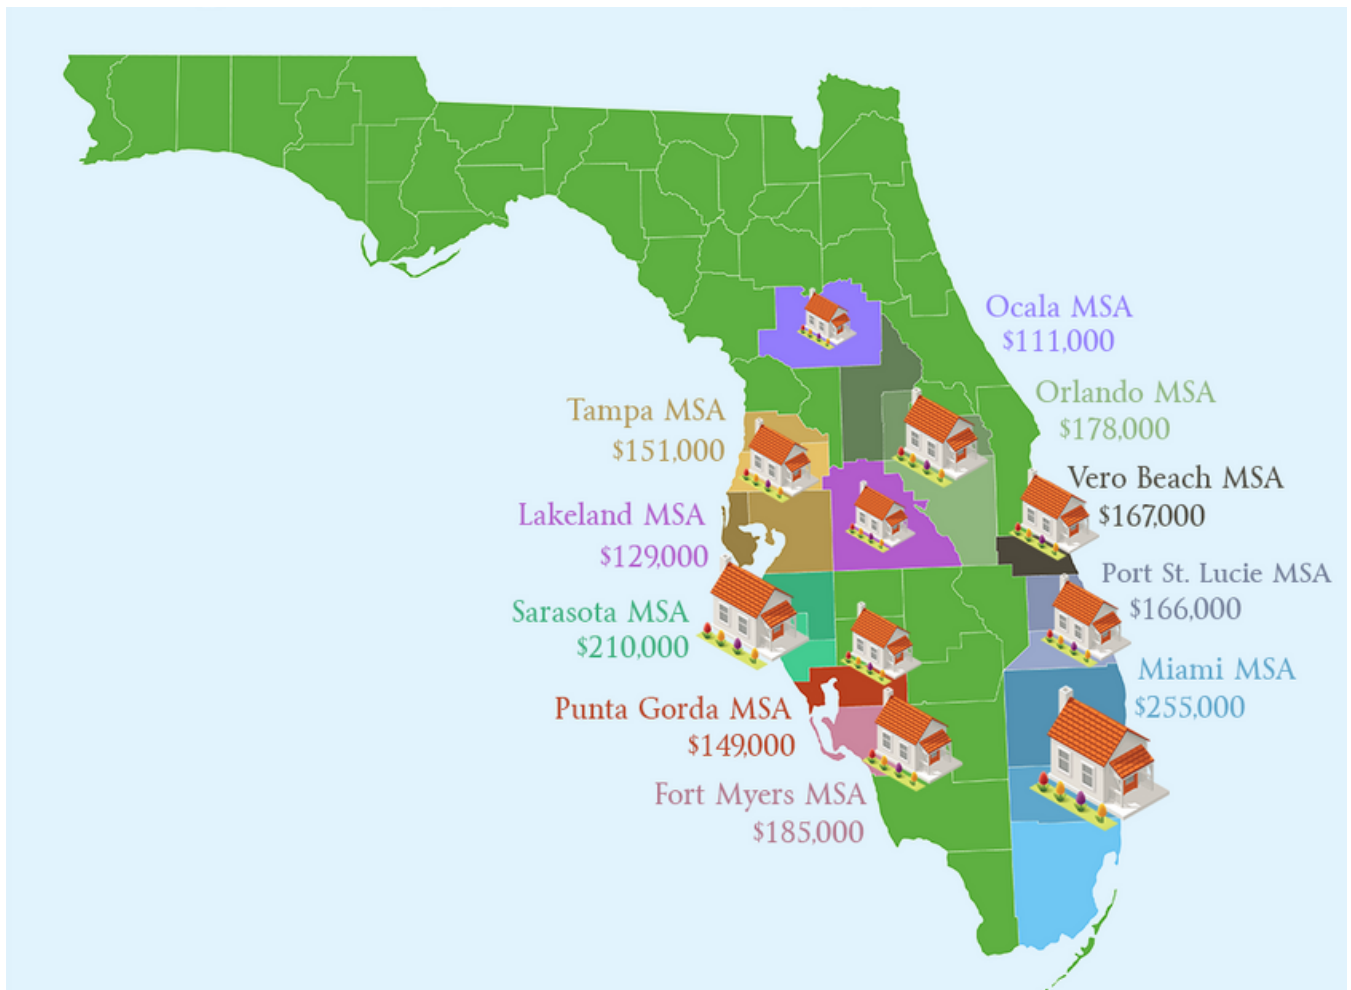 Ocala MSA
$111,000
Orlando MSA
$178,000
Tampa MSA
$151,000
Vero Beach MSA
$167,000
Lakeland MSA
$129,000
Port St. Lucie MSA
$166,000
Sarasota MSA
$210,000
Miami MSA
$255,000
Punta Gorda MSA
$149,000
Fort Myers MSA
$185,000